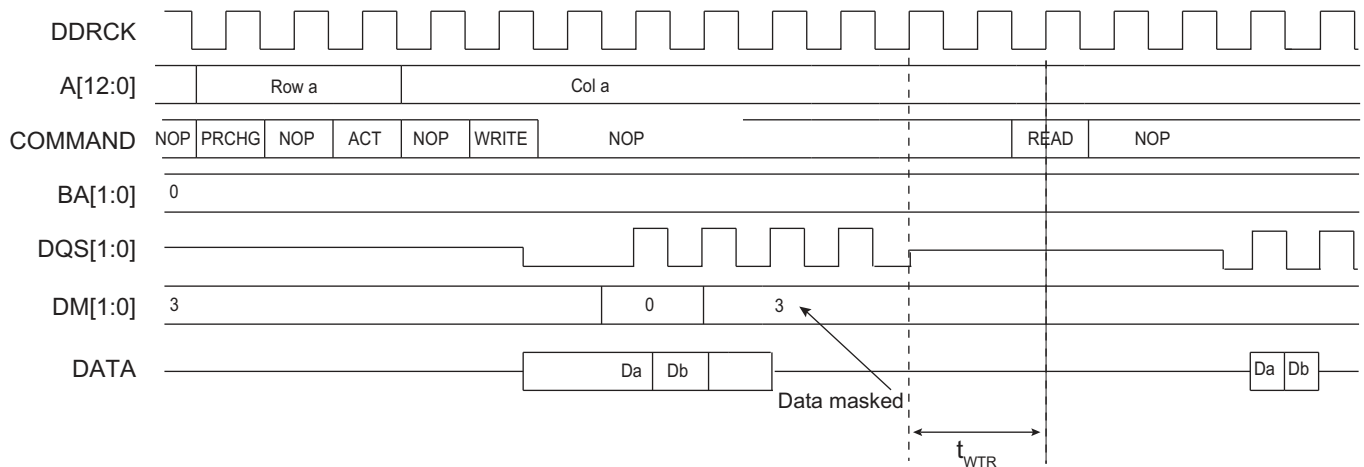 DDRCK
A[12:0] Row a Col a
COMMAND NOP PRCHG NOP ACT NOP WRITE NOP READ NOP
BA[1:0] 0
DQS[1:0]
DM[1:0] 3 0 3
DATA Da Db Da Db
Data masked
tWTR